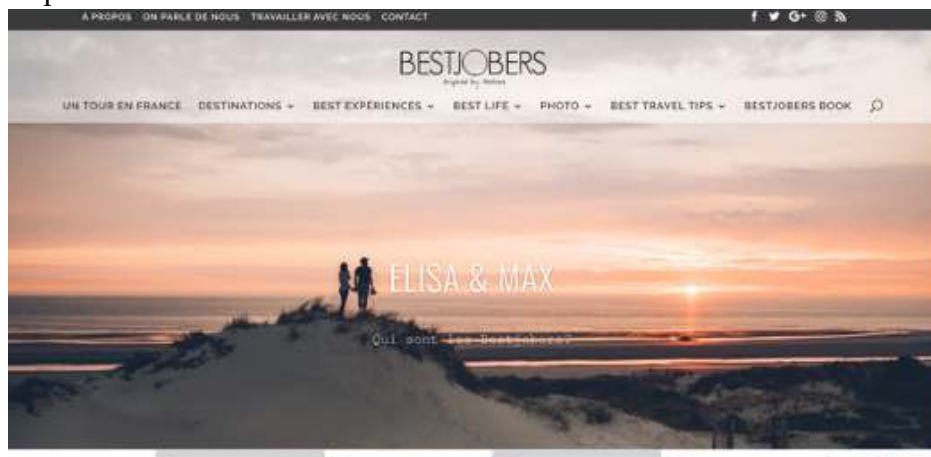 A PROPOS ON PARLE DE NOUS TRAVAILLER AVEC NOUS CONTACT
BESTJOBERS
UN TOUR EN FRANCE DESTINATIONS BEST EXPÉRIENCES BEST LIFE PHOTO BEST TRAVEL TIPS BESTJOBERS BOOK
ELISA & MAX
Qui sont les Bestjobers?